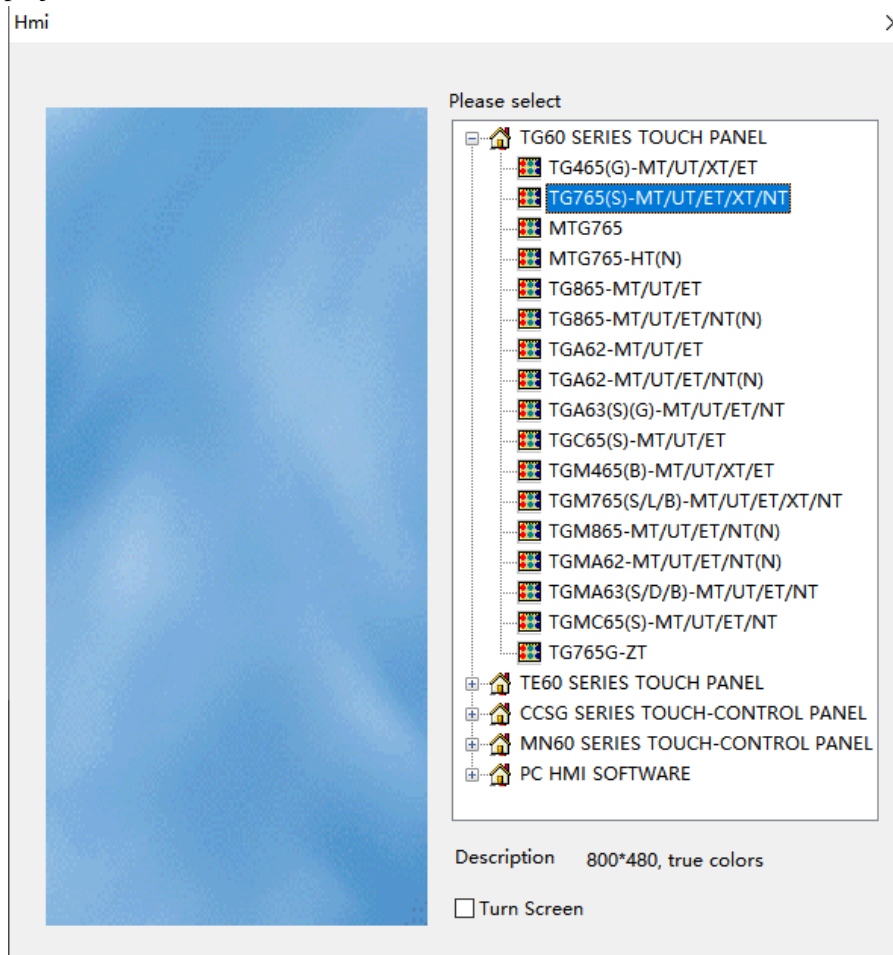 Hmi
Please select
TG60 SERIES TOUCH PANEL
TG465(G)-MT/UT/XT/ET
TG765(S)-MT/UT/ET/XT/NT
MTG765
MTG765-HT(N)
TG865-MT/UT/ET
TG865-MT/UT/ET/NT(N)
TGA62-MT/UT/ET
TGA62-MT/UT/ET/NT(N)
TGA63(S)(G)-MT/UT/ET/NT
TGC65(S)-MT/UT/ET
TGM465(B)-MT/UT/XT/ET
TGM765(S/L/B)-MT/UT/ET/XT/NT
TGM865-MT/UT/ET/NT(N)
TGMA62-MT/UT/ET/NT(N)
TGMA63(S/D/B)-MT/UT/ET/NT
TGMC65(S)-MT/UT/ET/NT
TG765G-ZT
TE60 SERIES TOUCH PANEL
CCSG SERIES TOUCH-CONTROL PANEL
MN60 SERIES TOUCH-CONTROL PANEL
PC HMI SOFTWARE
Description 800*480, true colors
Turn Screen